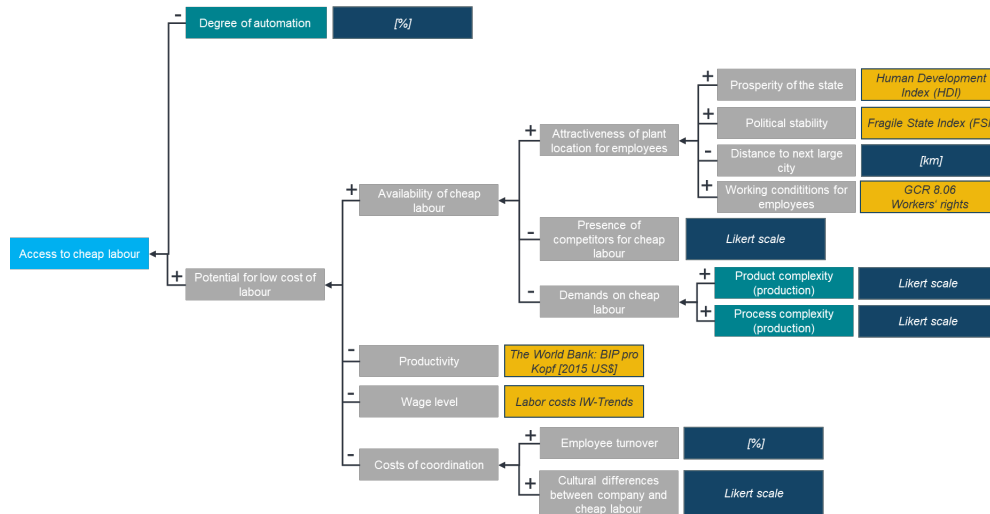 - Degree of automation [%]
+ Prosperity of the state Human Development
Index (HDI)
+ Political stability Fragile State Index (FSI
+ Attractiveness of plant
location for employees
- Distance to next large
city [km]
+ Working condititions for
employees GCR 8.06
Workers' rights
+ Availability of cheap
labour
- Presence of
competitors for cheap
labour Likert scale
Access to cheap labour
+ Potential for low cost of
labour
- Demands on cheap
labour
+ Product complexity
(production) Likert scale
+ Process complexity
(production) Likert scale
- Productivity The World Bank: BIP pro
Kopf [2015 US$]
- Wage level Labor costs IW-Trends
- Costs of coordination
+ Employee turnover [%]
+ Cultural differences
between company and
cheap labour Likert scale